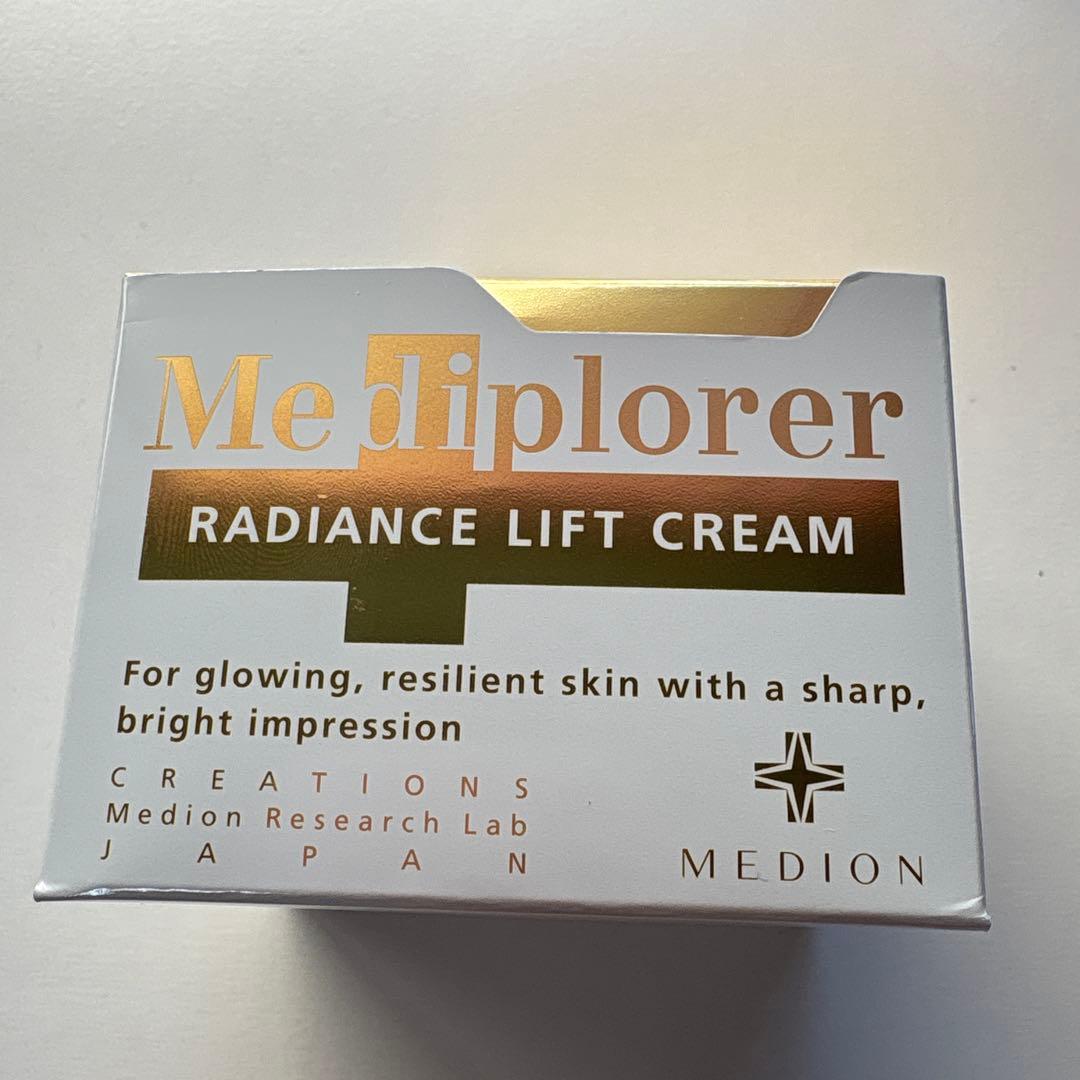 Mediplorer
RADIANCE LIFT CREAM
For glowing, resilient skin with a sharp,
bright impression
CREATIONS
Medion Research Lab
JAPAN
MEDION